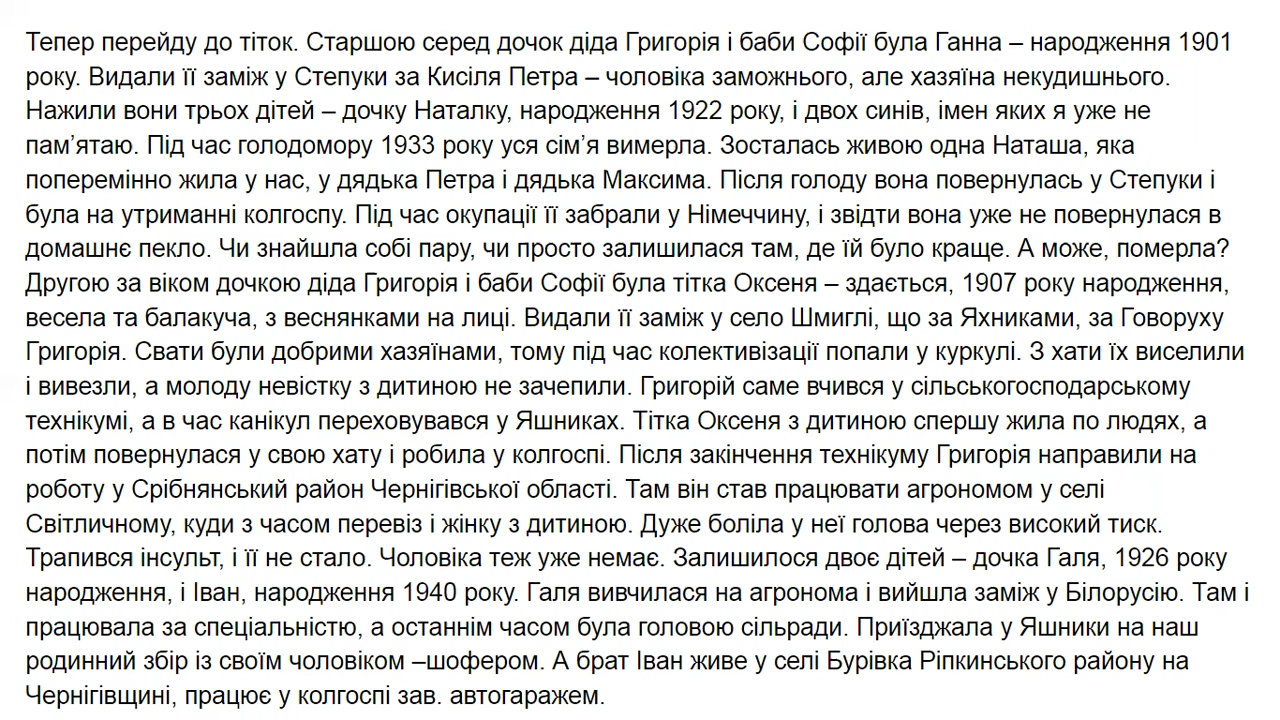 Тепер перейду до тіток. Старшою серед дочок діда Григорія і баби Софії була Ганна – народження 1901
року. Видали її заміж у Степуки за Кисіля Петра – чоловіка заможнього, але хазяїна некудишнього.
Нажили вони трьох дітей – дочку Наталку, народження 1922 року, і двох синів, імен яких я уже не
пам’ятаю. Під час голодомору 1933 року уся сім’я вимерла. Зосталась живою одна Наташа, яка
поперемінно жила у нас, у дядька Петра і дядька Максима. Після голоду вона повернулась у Степуки і
була на утриманні колгоспу. Під час окупації її забрали у Німеччину, і звідти вона уже не повернулася в
домашнє пекло. Чи знайшла собі пару, чи просто залишилася там, де їй було краще. А може, померла?
Другою за віком дочкою діда Григорія і баби Софії була тітка Оксеня – здається, 1907 року народження,
весела та балакуча, з веснянками на лиці. Видали її заміж у село Шмиглі, що за Яхниками, за Говоруху
Григорія. Свати були добрими хазяїнами, тому під час колективізації попали у куркулі. З хати їх виселили
і вивезли, а молоду невістку з дитиною не зачепили. Григорій саме вчився у сільськогосподарському
технікумі, а в час канікул переховувався у Яшниках. Тітка Оксеня з дитиною спершу жила по людях, а
потім повернулася у свою хату і робила у колгоспі. Після закінчення технікуму Григорія направили на
роботу у Срібнянський район Чернігівської області. Там він став працювати агрономом у селі
Світличному, куди з часом перевіз і жінку з дитиною. Дуже боліла у неї голова через високий тиск.
Трапився інсульт, і її не стало. Чоловіка теж уже немає. Залишилося двоє дітей – дочка Галя, 1926 року
народження, і Іван, народження 1940 року. Галя вивчилася на агронома і вийшла заміж у Білорусію. Там і
працювала за спеціальністю, а останнім часом була головою сільради. Приїзджала у Яшники на наш
родинний збір із своїм чоловіком –шофером. А брат Іван живе у селі Бурівка Ріпкинського району на
Чернігівщині, працює у колгоспі зав. автогаражем.